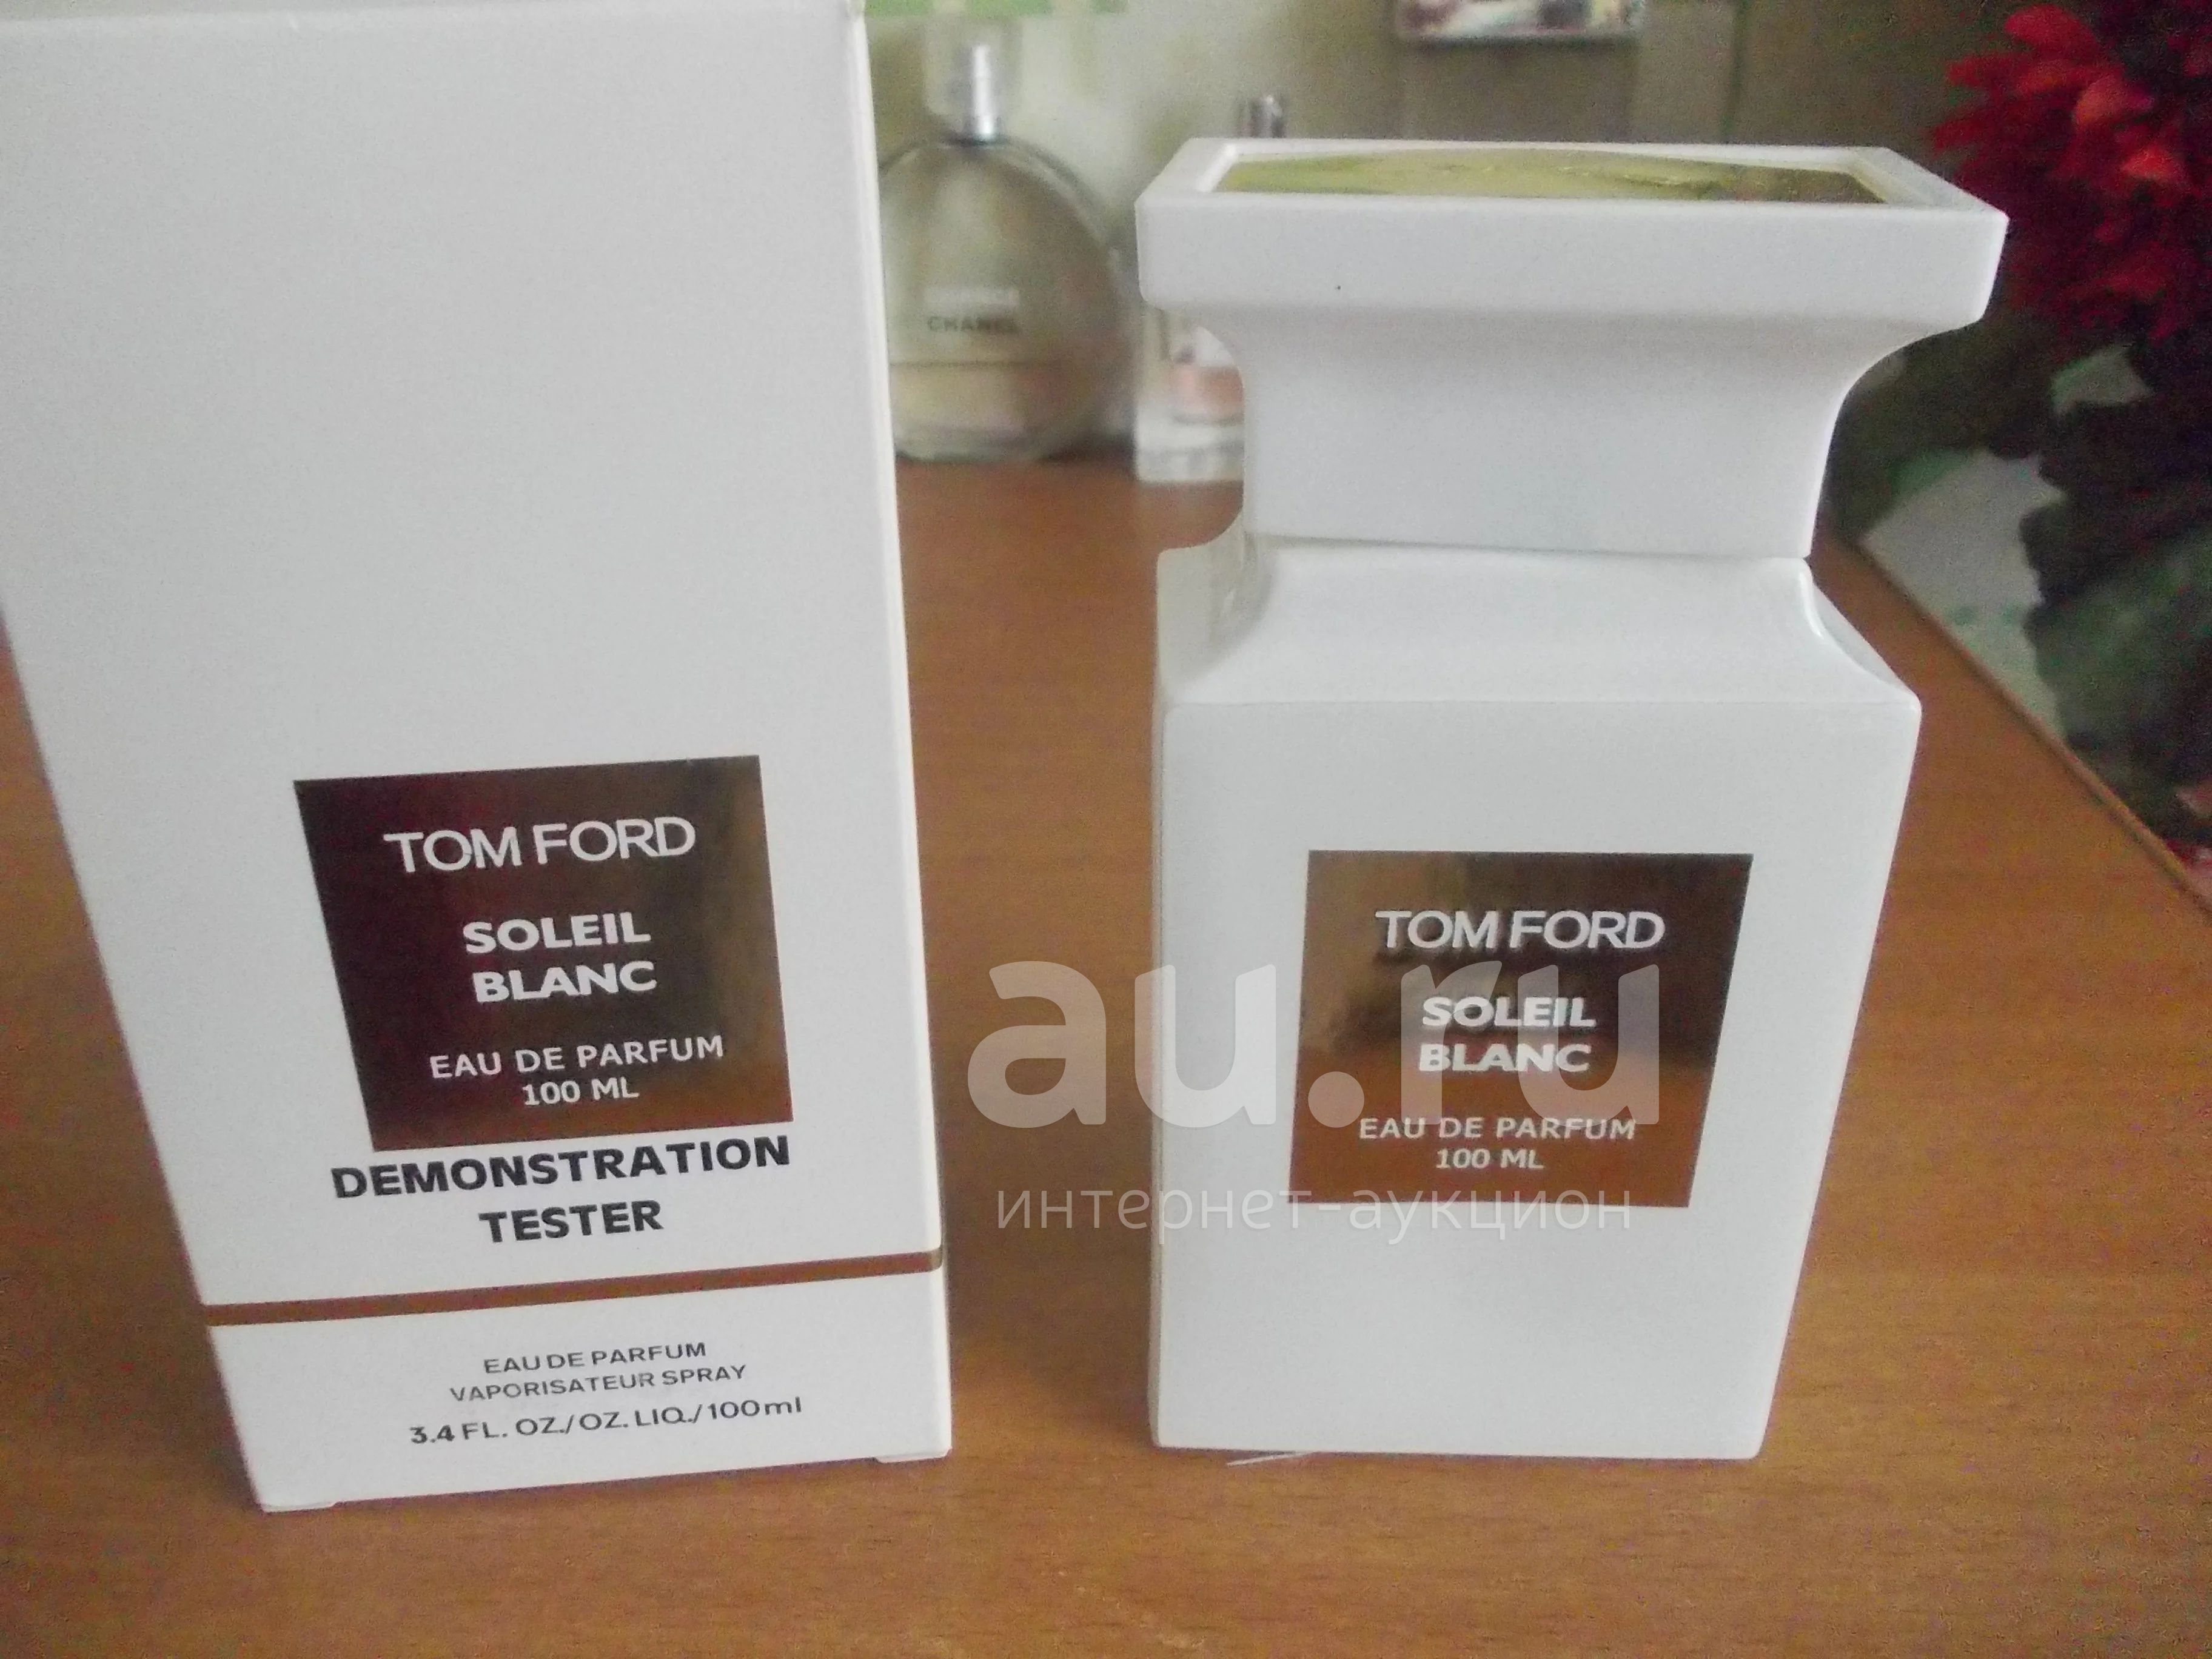 TOM FORD
SOLEIL
BLANC
EAU DE PARFUM
100 ML
DEMONSTRATION
TESTER
EAU DE PARFUM
VAPORISATEUR SPRAY
3.4 FL. OZ./OZ. LIQ./100ml
CHANEL
TOM FORD
SOLEIL
BLANC
EAU DE PARFUM
100 ML
au.ru
интернет-аукцион